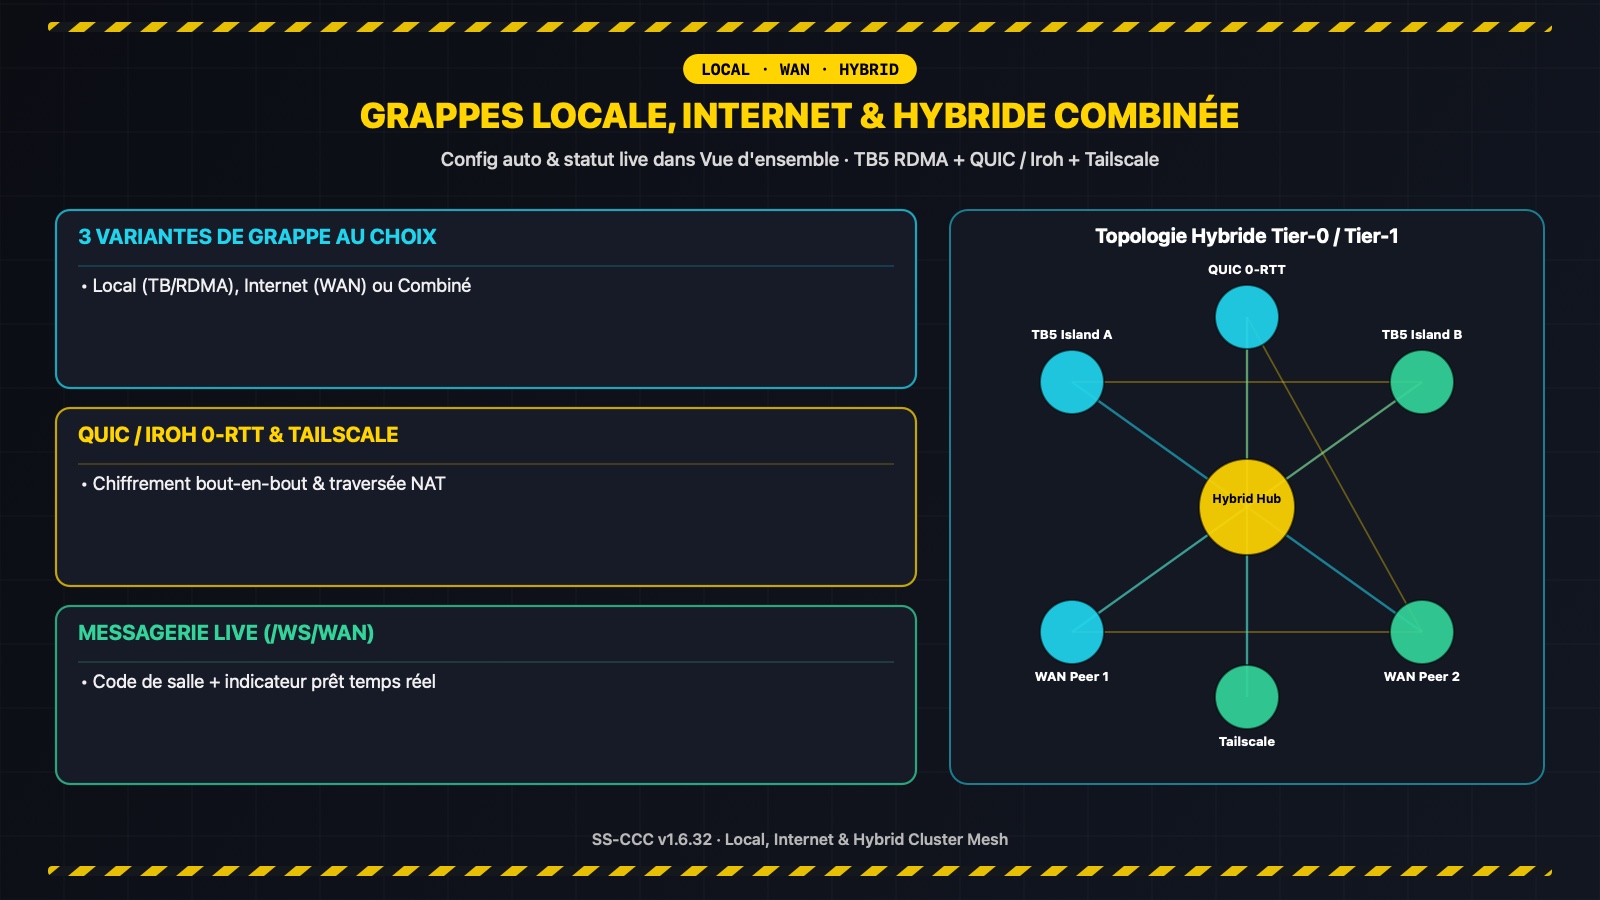 LOCAL · WAN · HYBRID
GRAPPES LOCALE, INTERNET & HYBRIDE COMBINÉE
Config auto & statut live dans Vue d'ensemble · TB5 RDMA + QUIC / Iroh + Tailscale
3 VARIANTES DE GRAPPE AU CHOIX
• Local (TB/RDMA), Internet (WAN) ou Combiné
QUIC / IROH 0-RTT & TAILSCALE
• Chiffrement bout-en-bout & traversée NAT
MESSAGERIE LIVE (/WS/WAN)
• Code de salle + indicateur prêt temps réel
Topologie Hybride Tier-0 / Tier-1
QUIC 0-RTT
TB5 Island A
TB5 Island B
Hybrid Hub
WAN Peer 1
WAN Peer 2
Tailscale
SS-CCC v1.6.32 · Local, Internet & Hybrid Cluster Mesh